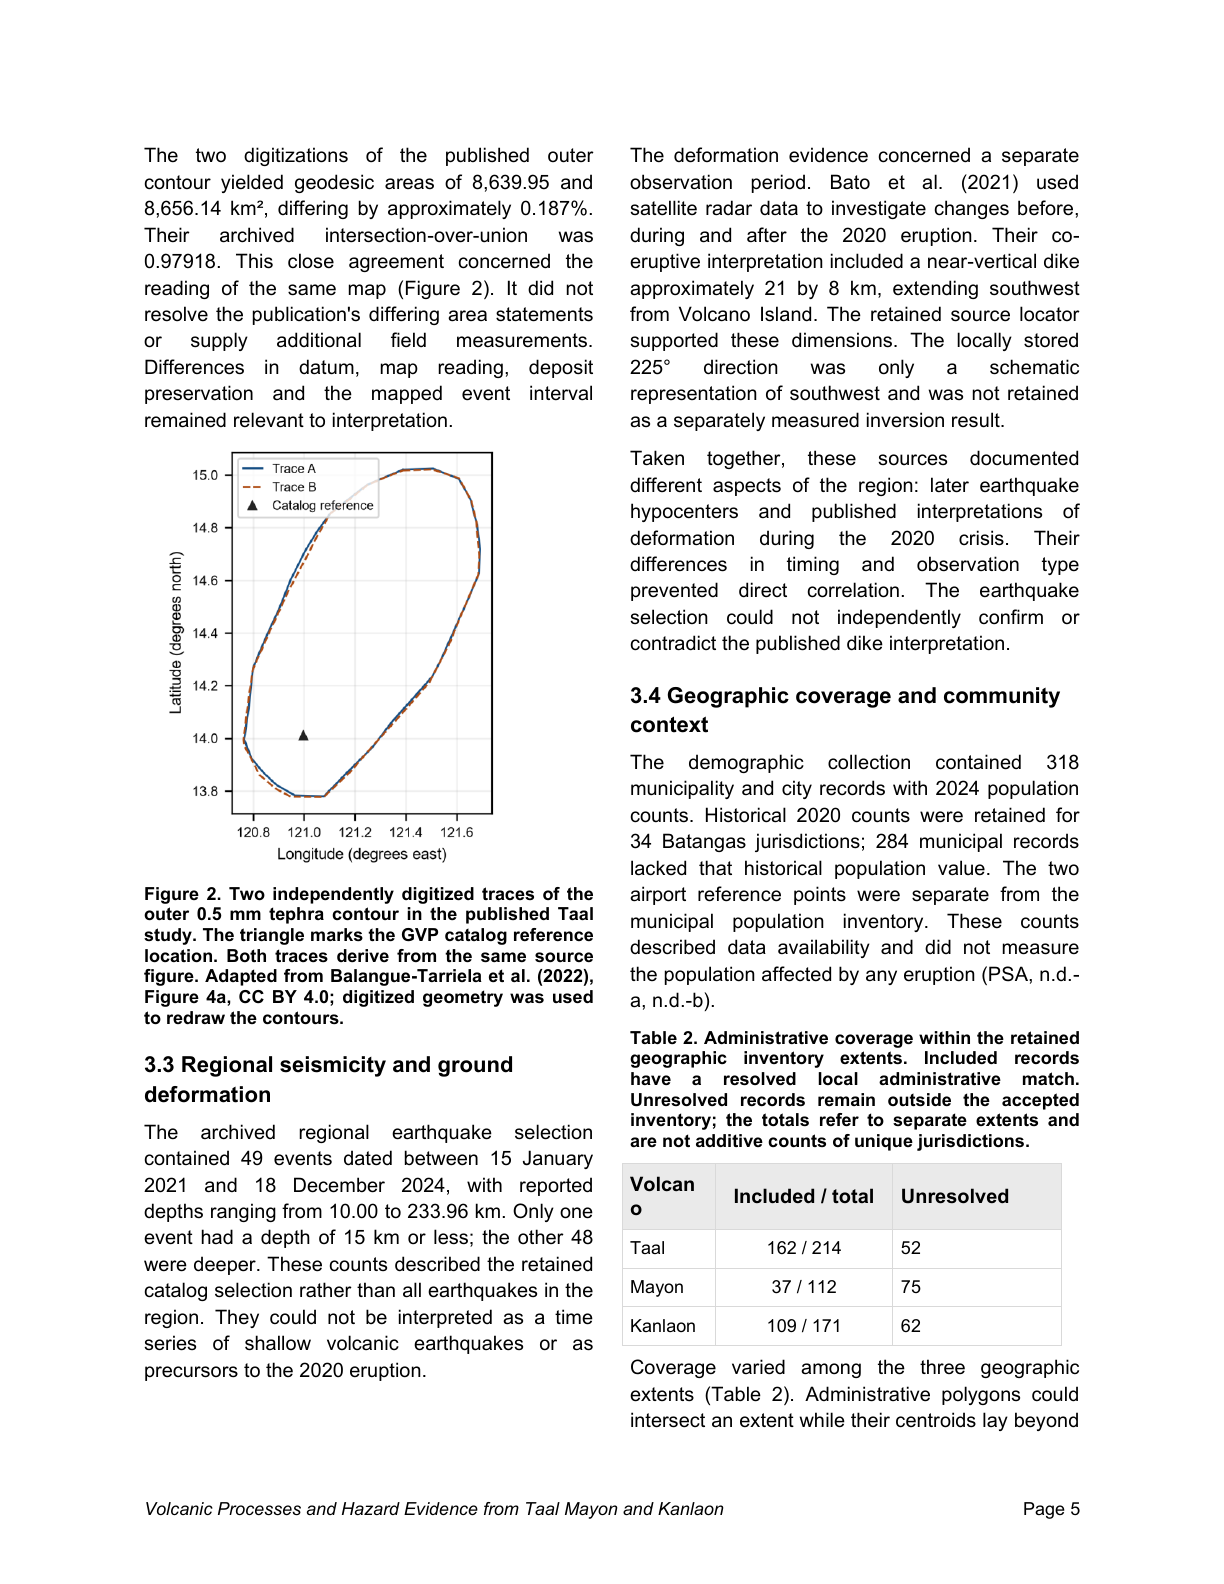 The two digitizations of the published outer
contour yielded geodesic areas of 8,639.95 and
8,656.14 km², differing by approximately 0.187%.
Their archived intersection-over-union was
0.97918. This close agreement concerned the
reading of the same map (Figure 2). It did not
resolve the publication's differing area statements
or supply additional field measurements.
Differences in datum, map reading, deposit
preservation and the mapped event interval
remained relevant to interpretation.
Trace A
Trace B
Catalog reference
15.0
14.8
14.6
14.4
14.2
14.0
13.8
Latitude (degrees north)
120.8 121.0 121.2 121.4 121.6
Longitude (degrees east)
Figure 2. Two independently digitized traces of the
outer 0.5 mm tephra contour in the published Taal
study. The triangle marks the GVP catalog reference
location. Both traces derive from the same source
figure. Adapted from Balangue-Tarriela et al. (2022),
Figure 4a, CC BY 4.0; digitized geometry was used
to redraw the contours.
3.3 Regional seismicity and ground
deformation
The archived regional earthquake selection
contained 49 events dated between 15 January
2021 and 18 December 2024, with reported
depths ranging from 10.00 to 233.96 km. Only one
event had a depth of 15 km or less; the other 48
were deeper. These counts described the retained
catalog selection rather than all earthquakes in the
region. They could not be interpreted as a time
series of shallow volcanic earthquakes or as
precursors to the 2020 eruption.
The deformation evidence concerned a separate
observation period. Bato et al. (2021) used
satellite radar data to investigate changes before,
during and after the 2020 eruption. Their co-
eruptive interpretation included a near-vertical dike
approximately 21 by 8 km, extending southwest
from Volcano Island. The retained source locator
supported these dimensions. The locally stored
225° direction was only a schematic
representation of southwest and was not retained
as a separately measured inversion result.
Taken together, these sources documented
different aspects of the region: later earthquake
hypocenters and published interpretations of
deformation during the 2020 crisis. Their
differences in timing and observation type
prevented direct correlation. The earthquake
selection could not independently confirm or
contradict the published dike interpretation.
3.4 Geographic coverage and community
context
The demographic collection contained 318
municipality and city records with 2024 population
counts. Historical 2020 counts were retained for
34 Batangas jurisdictions; 284 municipal records
lacked that historical population value. The two
airport reference points were separate from the
municipal population inventory. These counts
described data availability and did not measure
the population affected by any eruption (PSA, n.d.-
a, n.d.-b).
Table 2. Administrative coverage within the retained
geographic inventory extents. Included records
have a resolved local administrative match.
Unresolved records remain outside the accepted
inventory; the totals refer to separate extents and
are not additive counts of unique jurisdictions.
Volcan
o
Included / total Unresolved
Taal 162 / 214 52
Mayon 37 / 112 75
Kanlaon 109 / 171 62
Coverage varied among the three geographic
extents (Table 2). Administrative polygons could
intersect an extent while their centroids lay beyond
Volcanic Processes and Hazard Evidence from Taal Mayon and Kanlaon Page 5